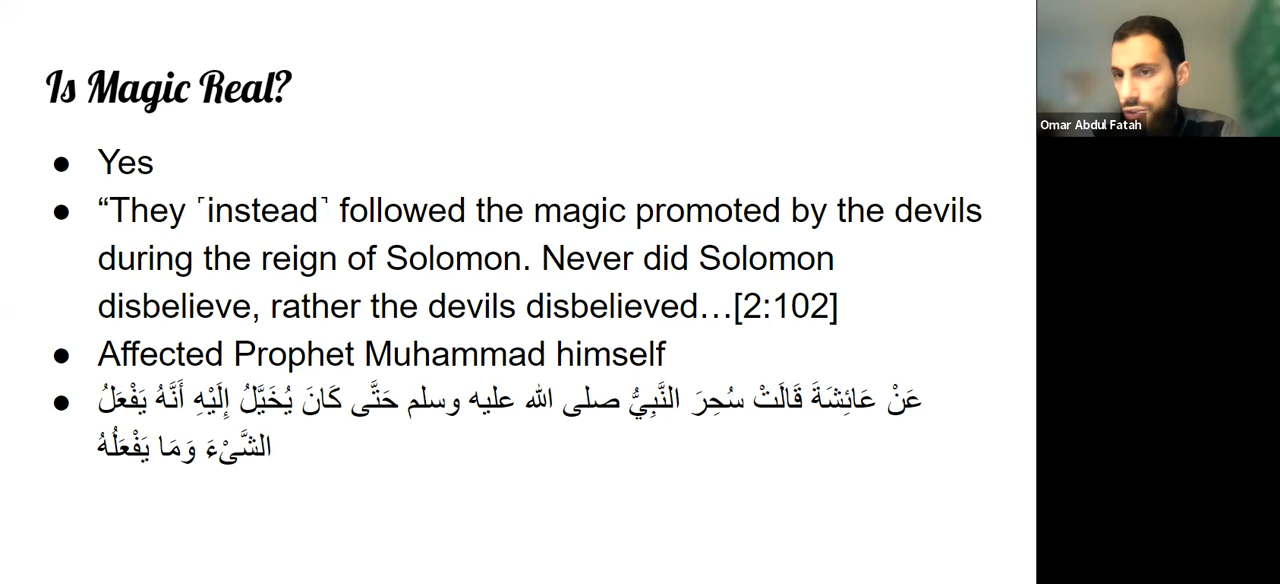 Is Magic Real?
● Yes
● “They ˹instead˺ followed the magic promoted by the devils
during the reign of Solomon. Never did Solomon
disbelieve, rather the devils disbelieved…[2:102]
● Affected Prophet Muhammad himself
● عَنْ عَائِشَةَ قَالَتْ سُحِرَ النَّبِيُّ صلى الله عليه وسلم حَتَّى كَانَ يُخَيَّلُ إِلَيْهِ أَنَّهُ يَفْعَلُ
الشَّىْءَ وَمَا يَفْعَلُهُ
Omar Abdul Fatah